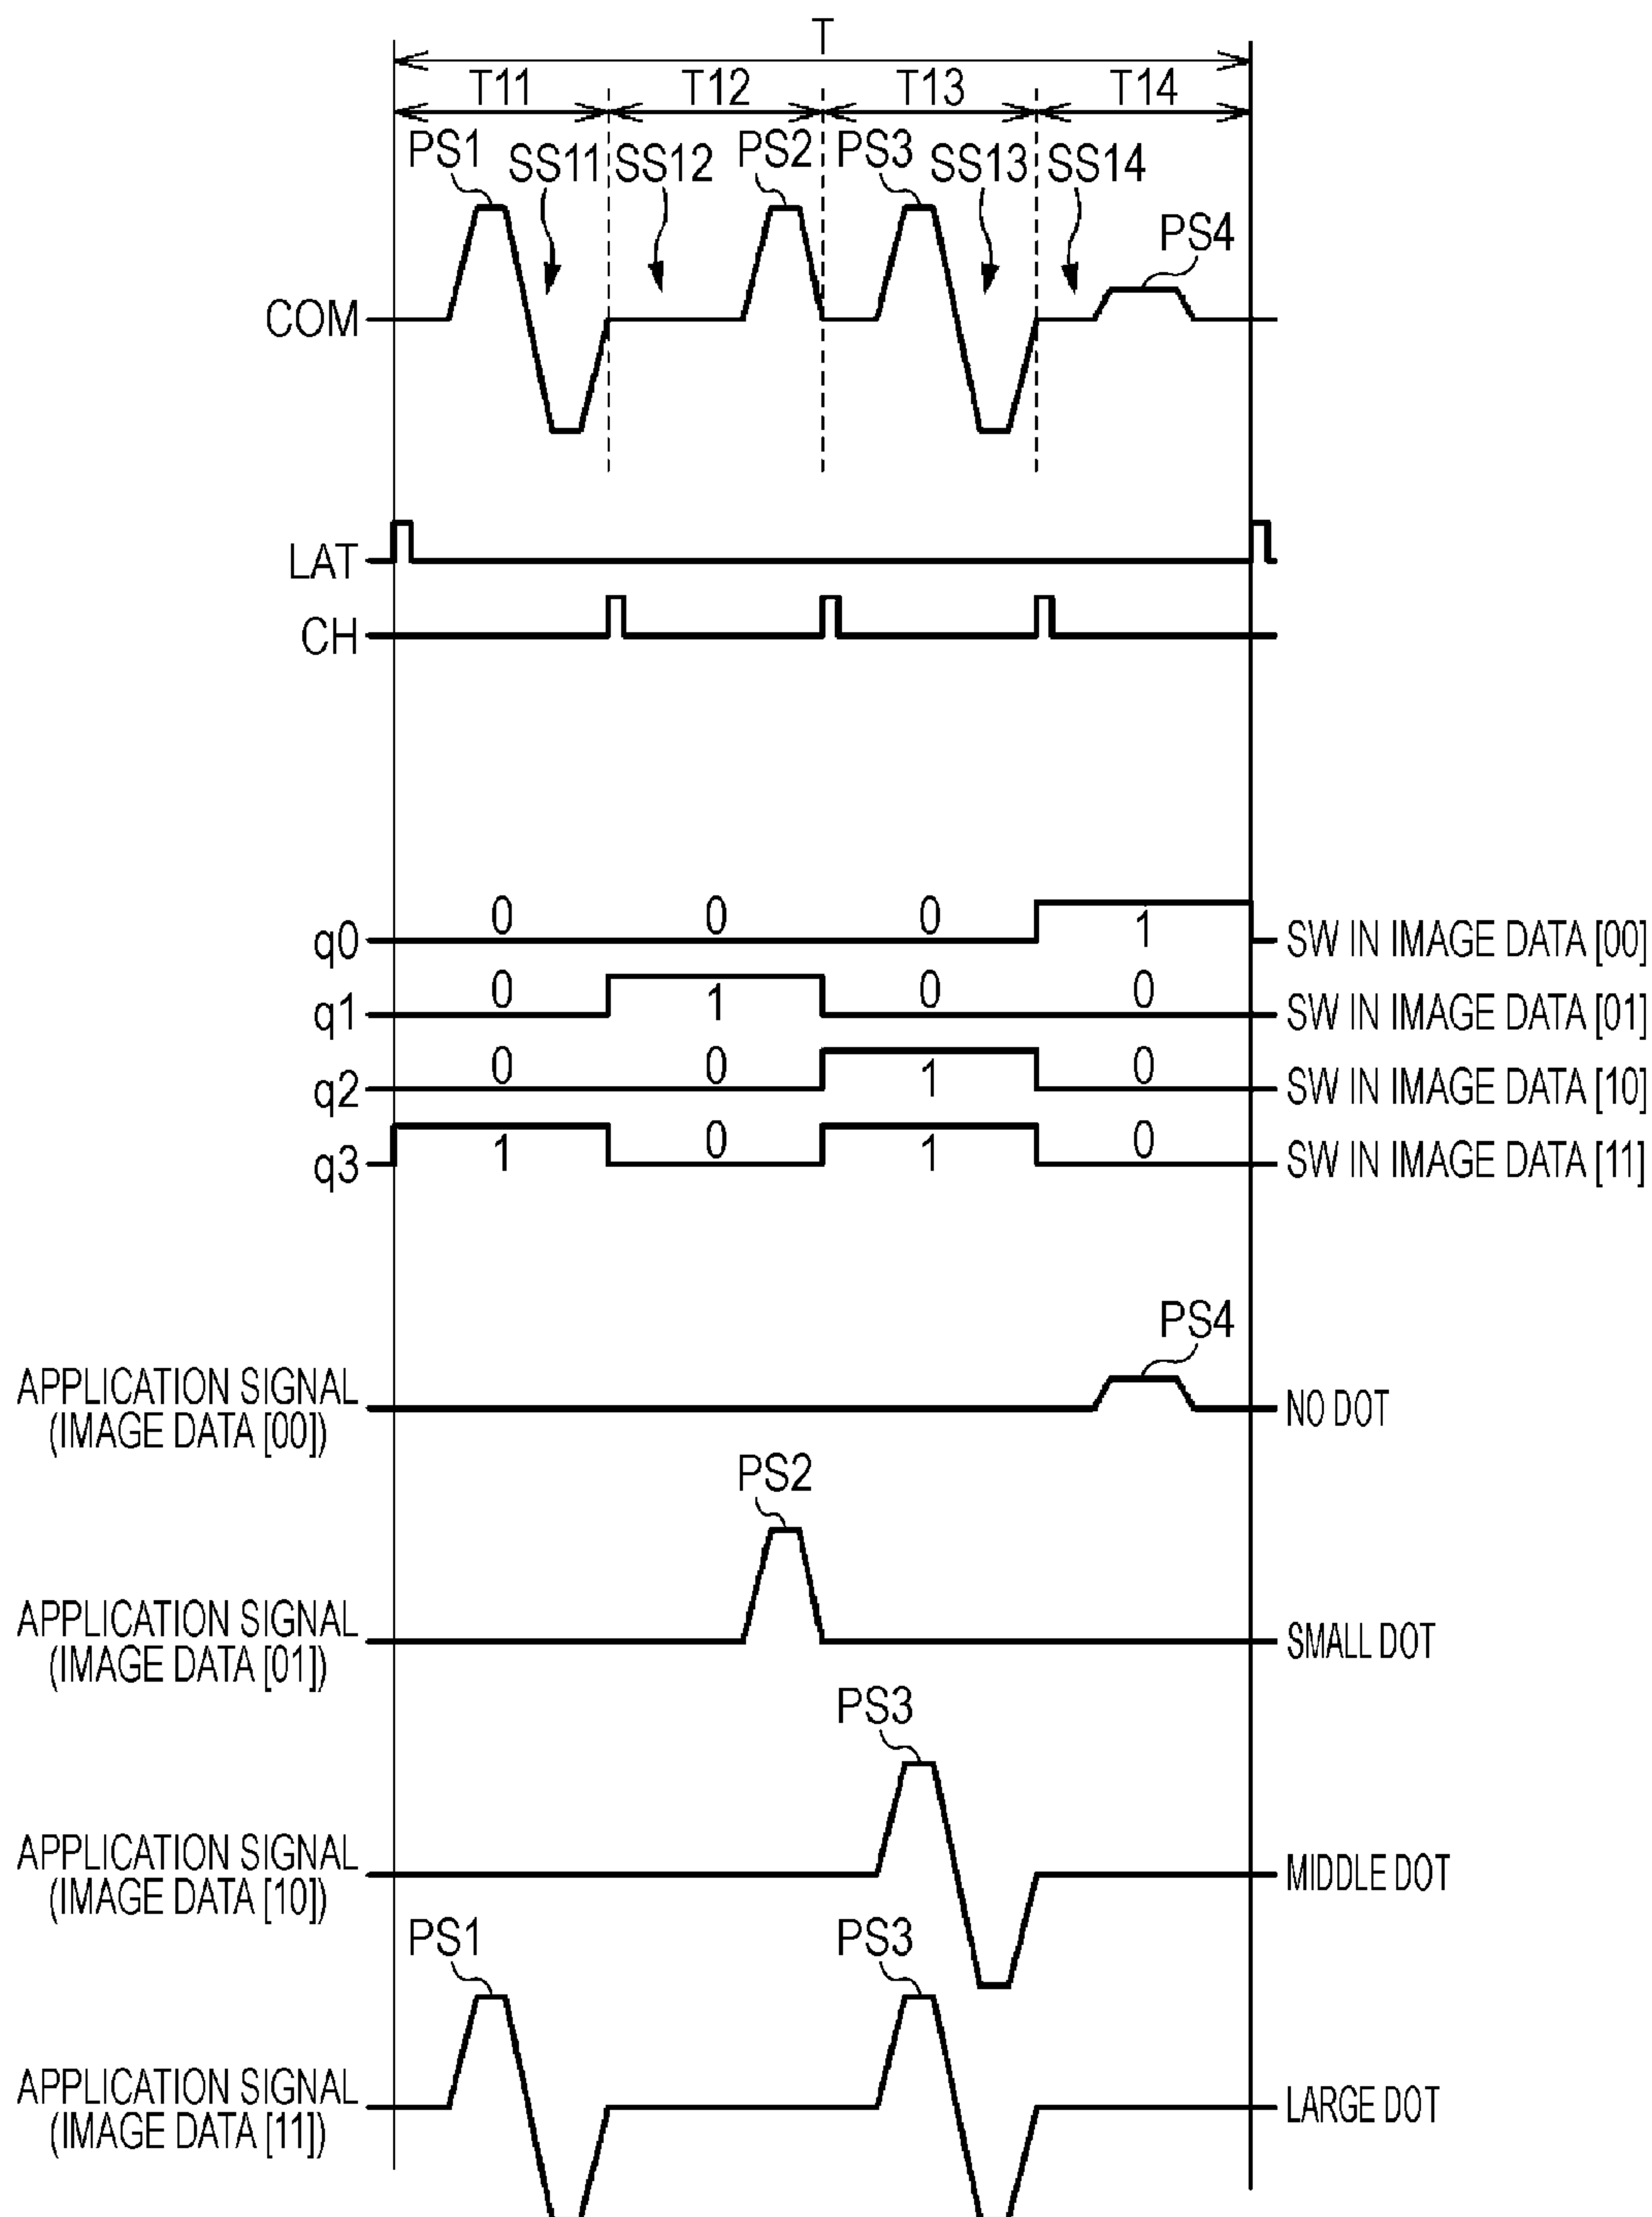 T
T11 T12 T13 T14
PS1 SS11 SS12 PS2 PS3 SS13 SS14
PS4
COM
LAT
CH
q0 0 0 0 1 SW IN IMAGE DATA [00]
q1 0 1 0 0 SW IN IMAGE DATA [01]
q2 0 0 1 0 SW IN IMAGE DATA [10]
q3 1 0 1 0 SW IN IMAGE DATA [11]
PS4
APPLICATION SIGNAL
(IMAGE DATA [00])
NO DOT
PS2
APPLICATION SIGNAL
(IMAGE DATA [01])
SMALL DOT
PS3
APPLICATION SIGNAL
(IMAGE DATA [10])
MIDDLE DOT
PS1 PS3
APPLICATION SIGNAL
(IMAGE DATA [11])
LARGE DOT